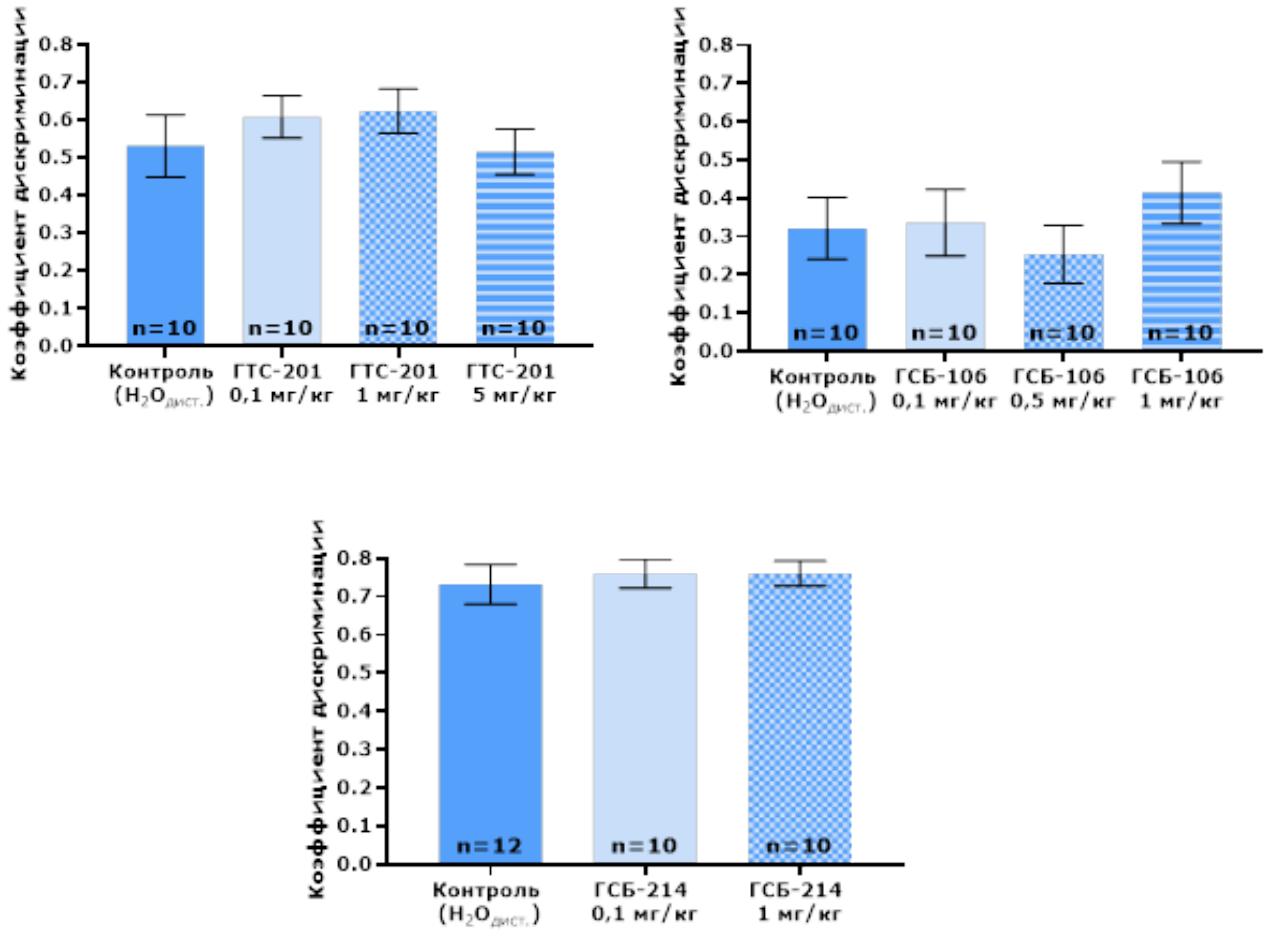 Коэффициент дискриминации
0.8
0.7
0.6
0.5
0.4
0.3
0.2
0.1
0.0
n=10
n=10
n=10
n=10
Контроль
(H₂Oдист.)
ГТС-201
0,1 мг/кг
ГТС-201
1 мг/кг
ГТС-201
5 мг/кг
Коэффициент дискриминации
0.8
0.7
0.6
0.5
0.4
0.3
0.2
0.1
0.0
n=10
n=10
n=10
n=10
Контроль
(H₂Oдист.)
ГСБ-106
0,1 мг/кг
ГСБ-106
0,5 мг/кг
ГСБ-106
1 мг/кг
Коэффициент дискриминации
0.8
0.7
0.6
0.5
0.4
0.3
0.2
0.1
0.0
n=12
n=10
n=10
Контроль
(H₂Oдист.)
ГСБ-214
0,1 мг/кг
ГСБ-214
1 мг/кг